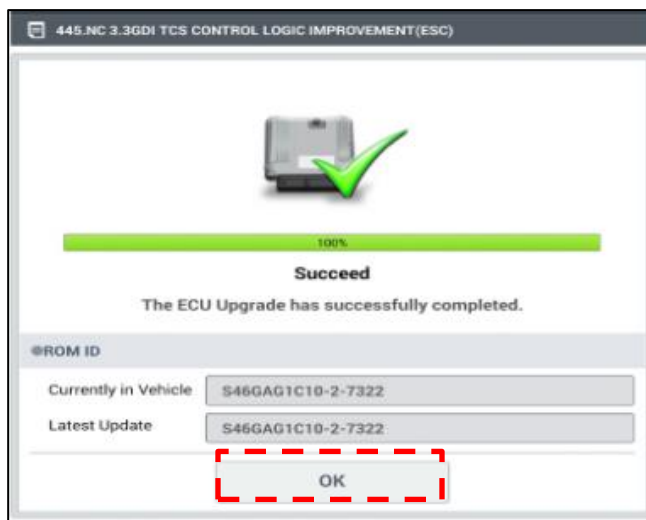 445.NC 3.3GDI TCS CONTROL LOGIC IMPROVEMENT(ESC)
100%
Succeed
The ECU Upgrade has successfully completed.
ROM ID
Currently in Vehicle S46GAG1C10-2-7322
Latest Update S46GAG1C10-2-7322
OK